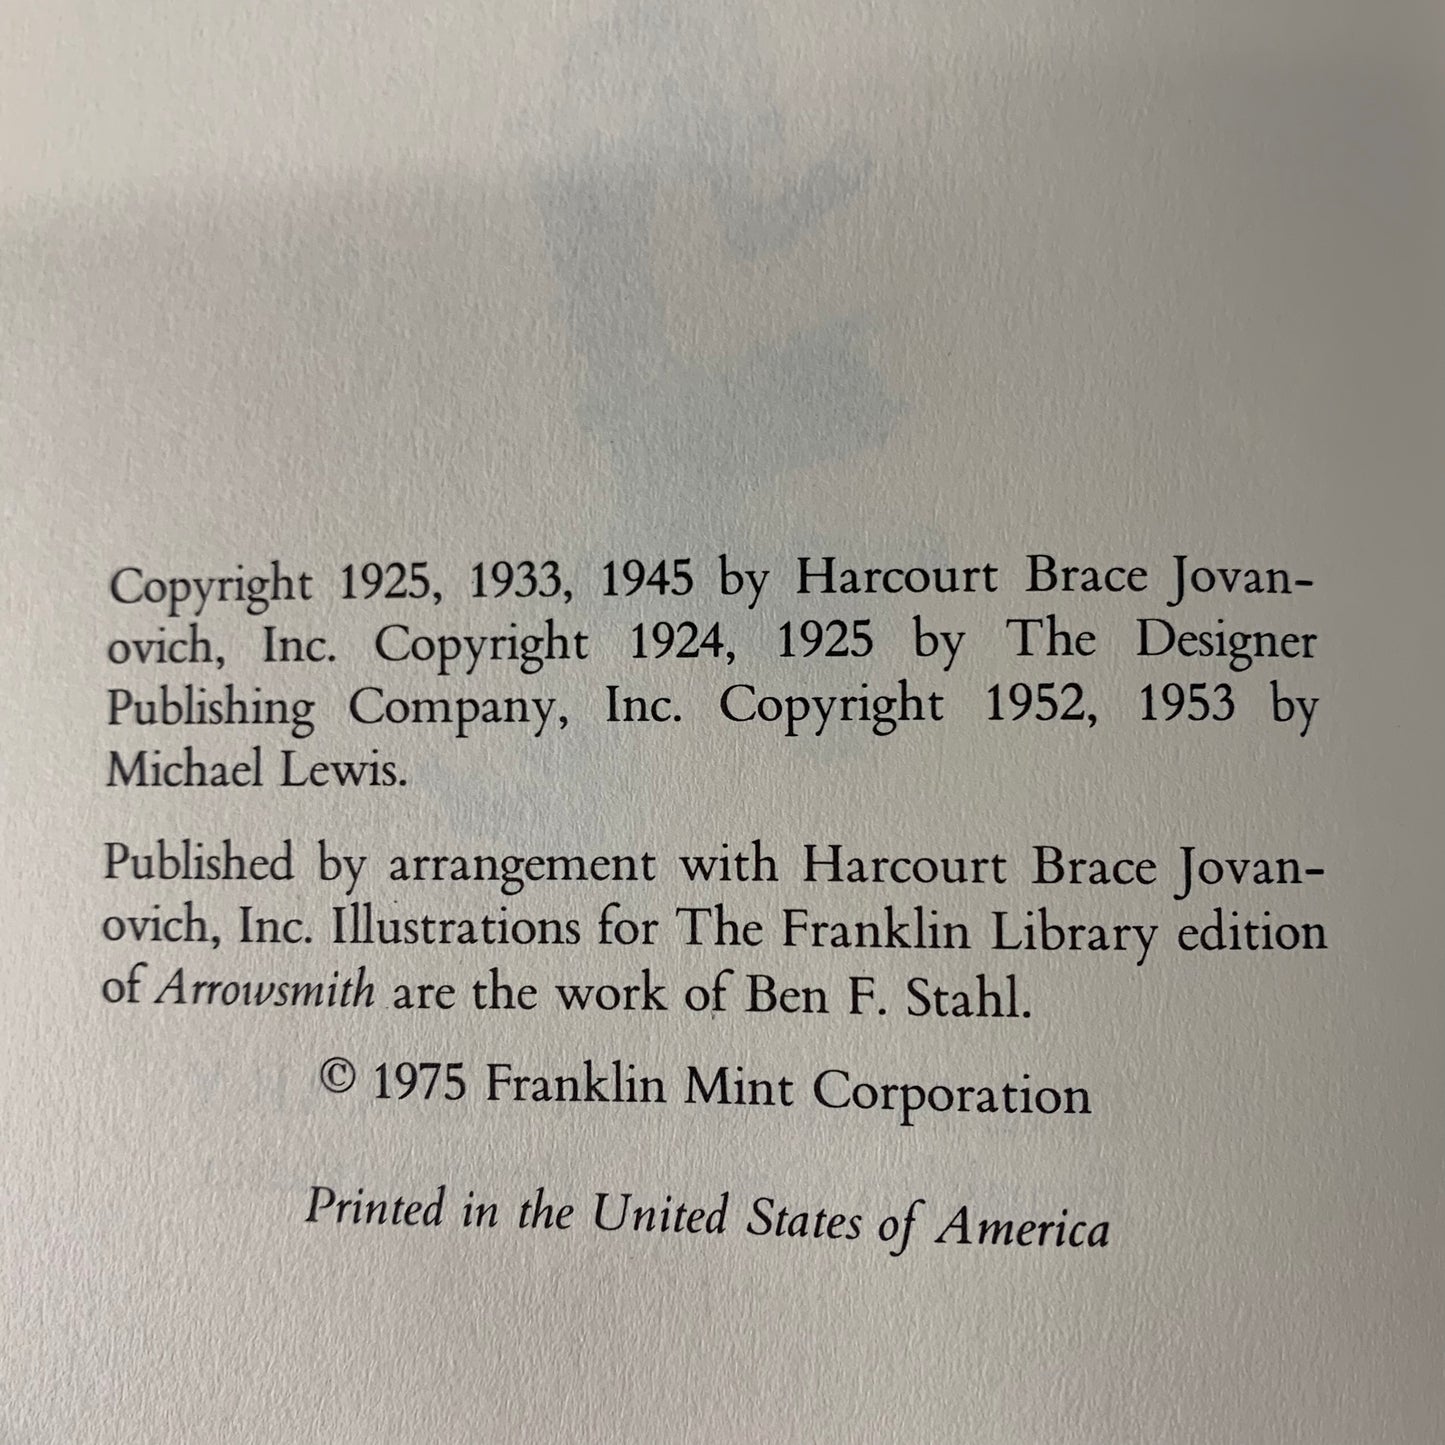 Copyright 1925, 1933, 1945 by Harcourt Brace Jovan-
ovich, Inc. Copyright 1924, 1925 by The Designer
Publishing Company, Inc. Copyright 1952, 1953 by
Michael Lewis.
Published by arrangement with Harcourt Brace Jovan-
ovich, Inc. Illustrations for The Franklin Library edition
of Arrowsmith are the work of Ben F. Stahl.
© 1975 Franklin Mint Corporation
Printed in the United States of America